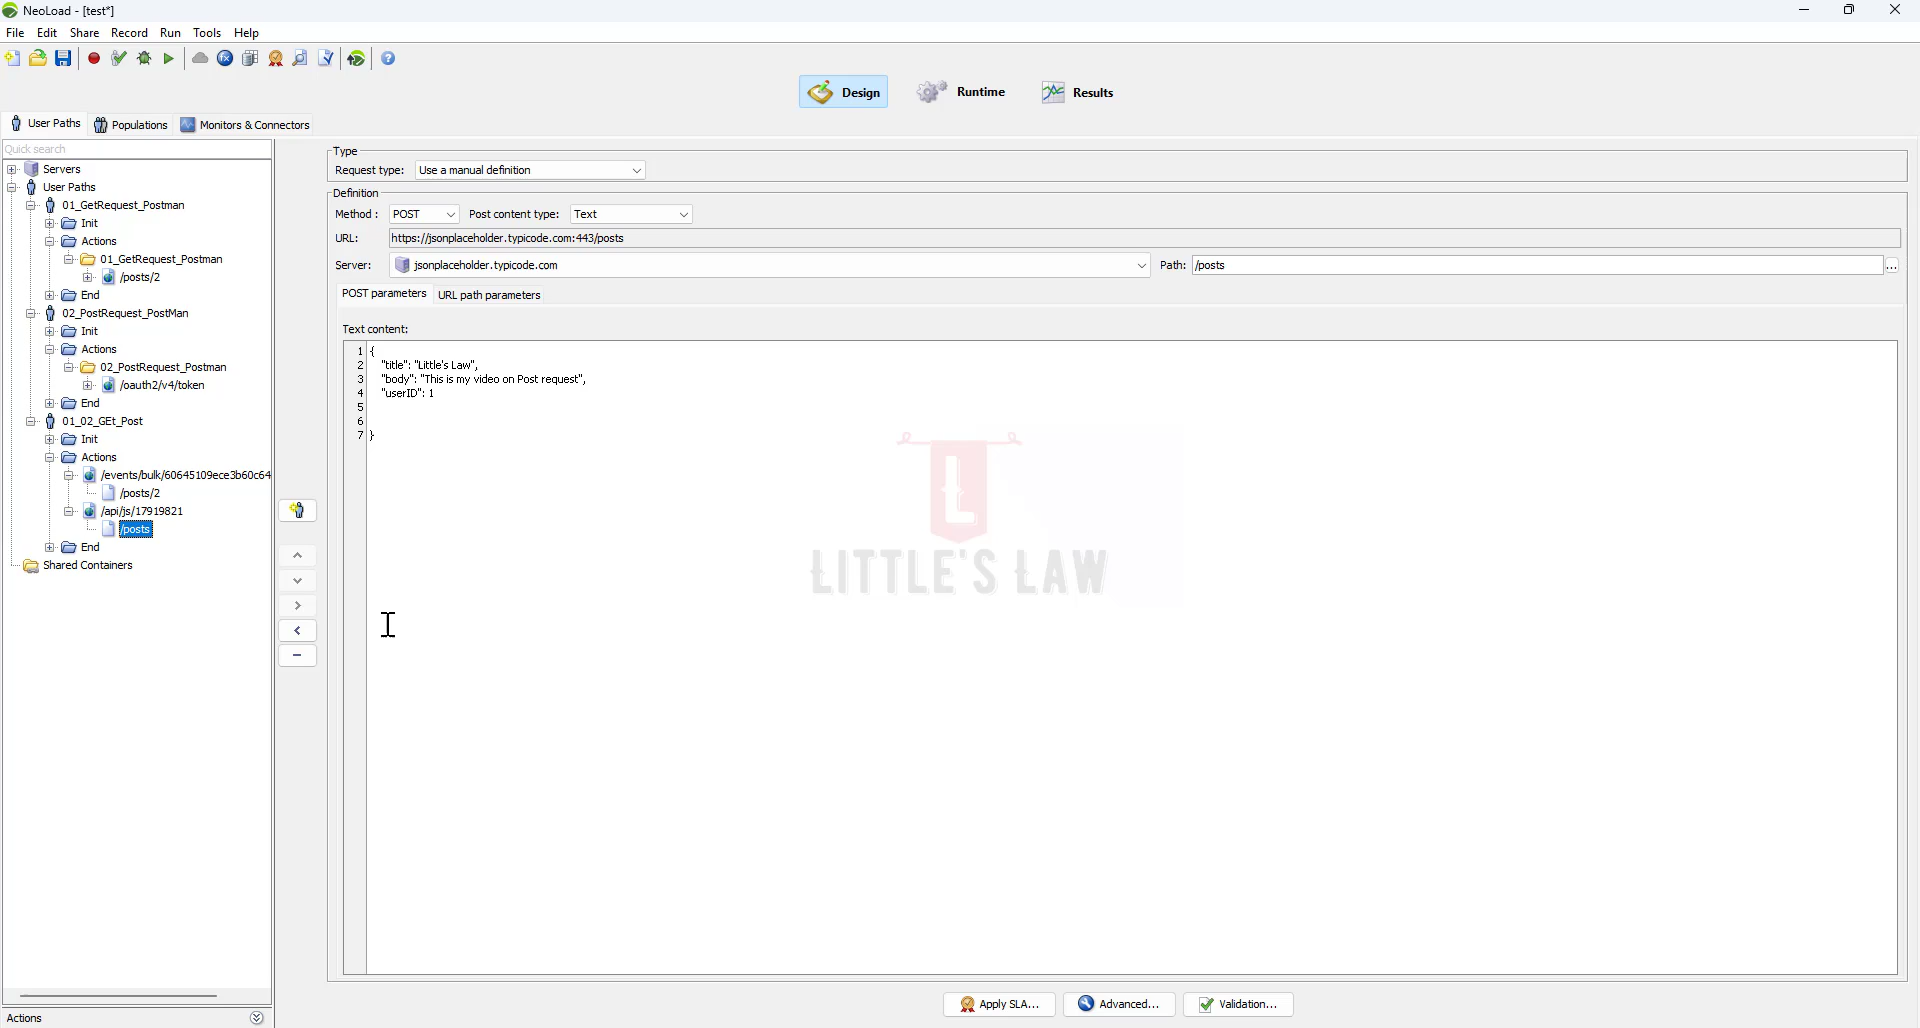 NeoLoad - [test*]
File Edit Share Record Run Tools Help
Design Runtime Results
User Paths Populations Monitors & Connectors
Quick search
Servers
User Paths
01_GetRequest_Postman
Init
Actions
01_GetRequest_Postman
/posts/2
End
02_PostRequest_PostMan
Init
Actions
02_PostRequest_Postman
/oauth2/v4/token
End
01_02_GEt_Post
Init
Actions
/events/bulk/60645109ece3b60c64
/posts/2
/api/js/17919821
/posts
End
Shared Containers
Actions
Type
Request type: Use a manual definition
Definition
Method : POST Post content type: Text
URL: https://jsonplaceholder.typicode.com:443/posts
Server: jsonplaceholder.typicode.com Path: /posts ...
POST parameters URL path parameters
Text content:
1 {
2 "title": "Little's Law",
3 "body": "This is my video on Post request",
4 "userID": 1
5
6
7 }
L
LITTLE'S LAW
Apply SLA... Advanced... Validation...